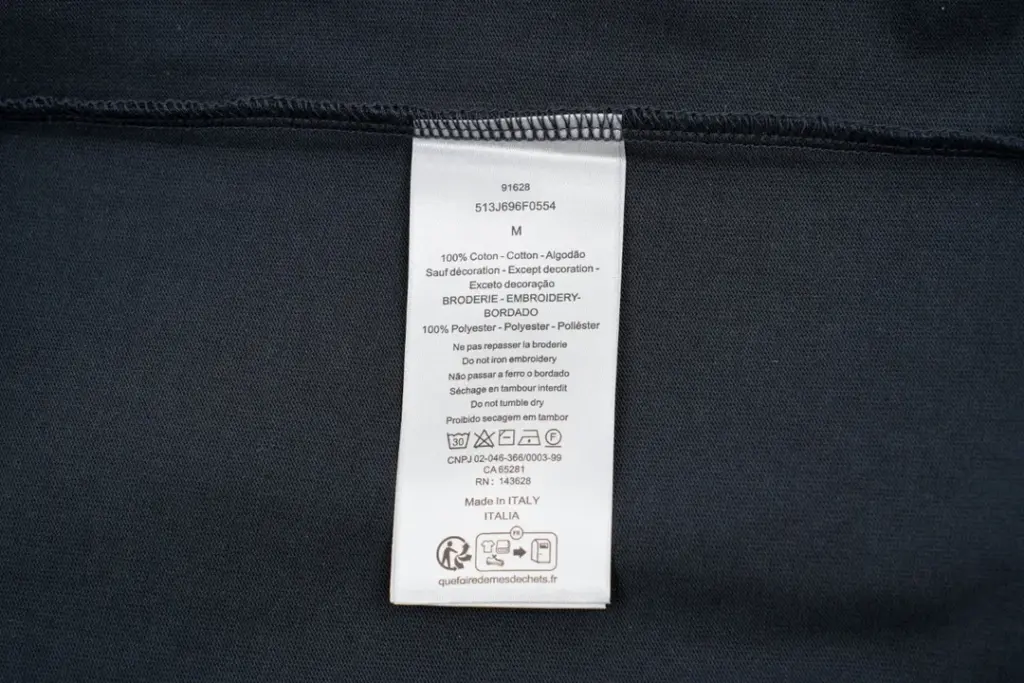 91628
513J696F0554
M
100% Coton - Cotton - Algodão
Sauf décoration - Except decoration -
Exceto decoração
BRODERIE - EMBROIDERY-
BORDADO
100% Polyester - Polyester - Poliéster
Ne pas repasser la broderie
Do not iron embroidery
Não passar a ferro o bordado
Séchage en tambour interdit
Do not tumble dry
Proibido secagem em tambor
30 F
CNPJ 02-046-366/0003-99
CA 65281
RN : 143628
Made in ITALY
ITALIA
FR
quefairedemesdechets.fr